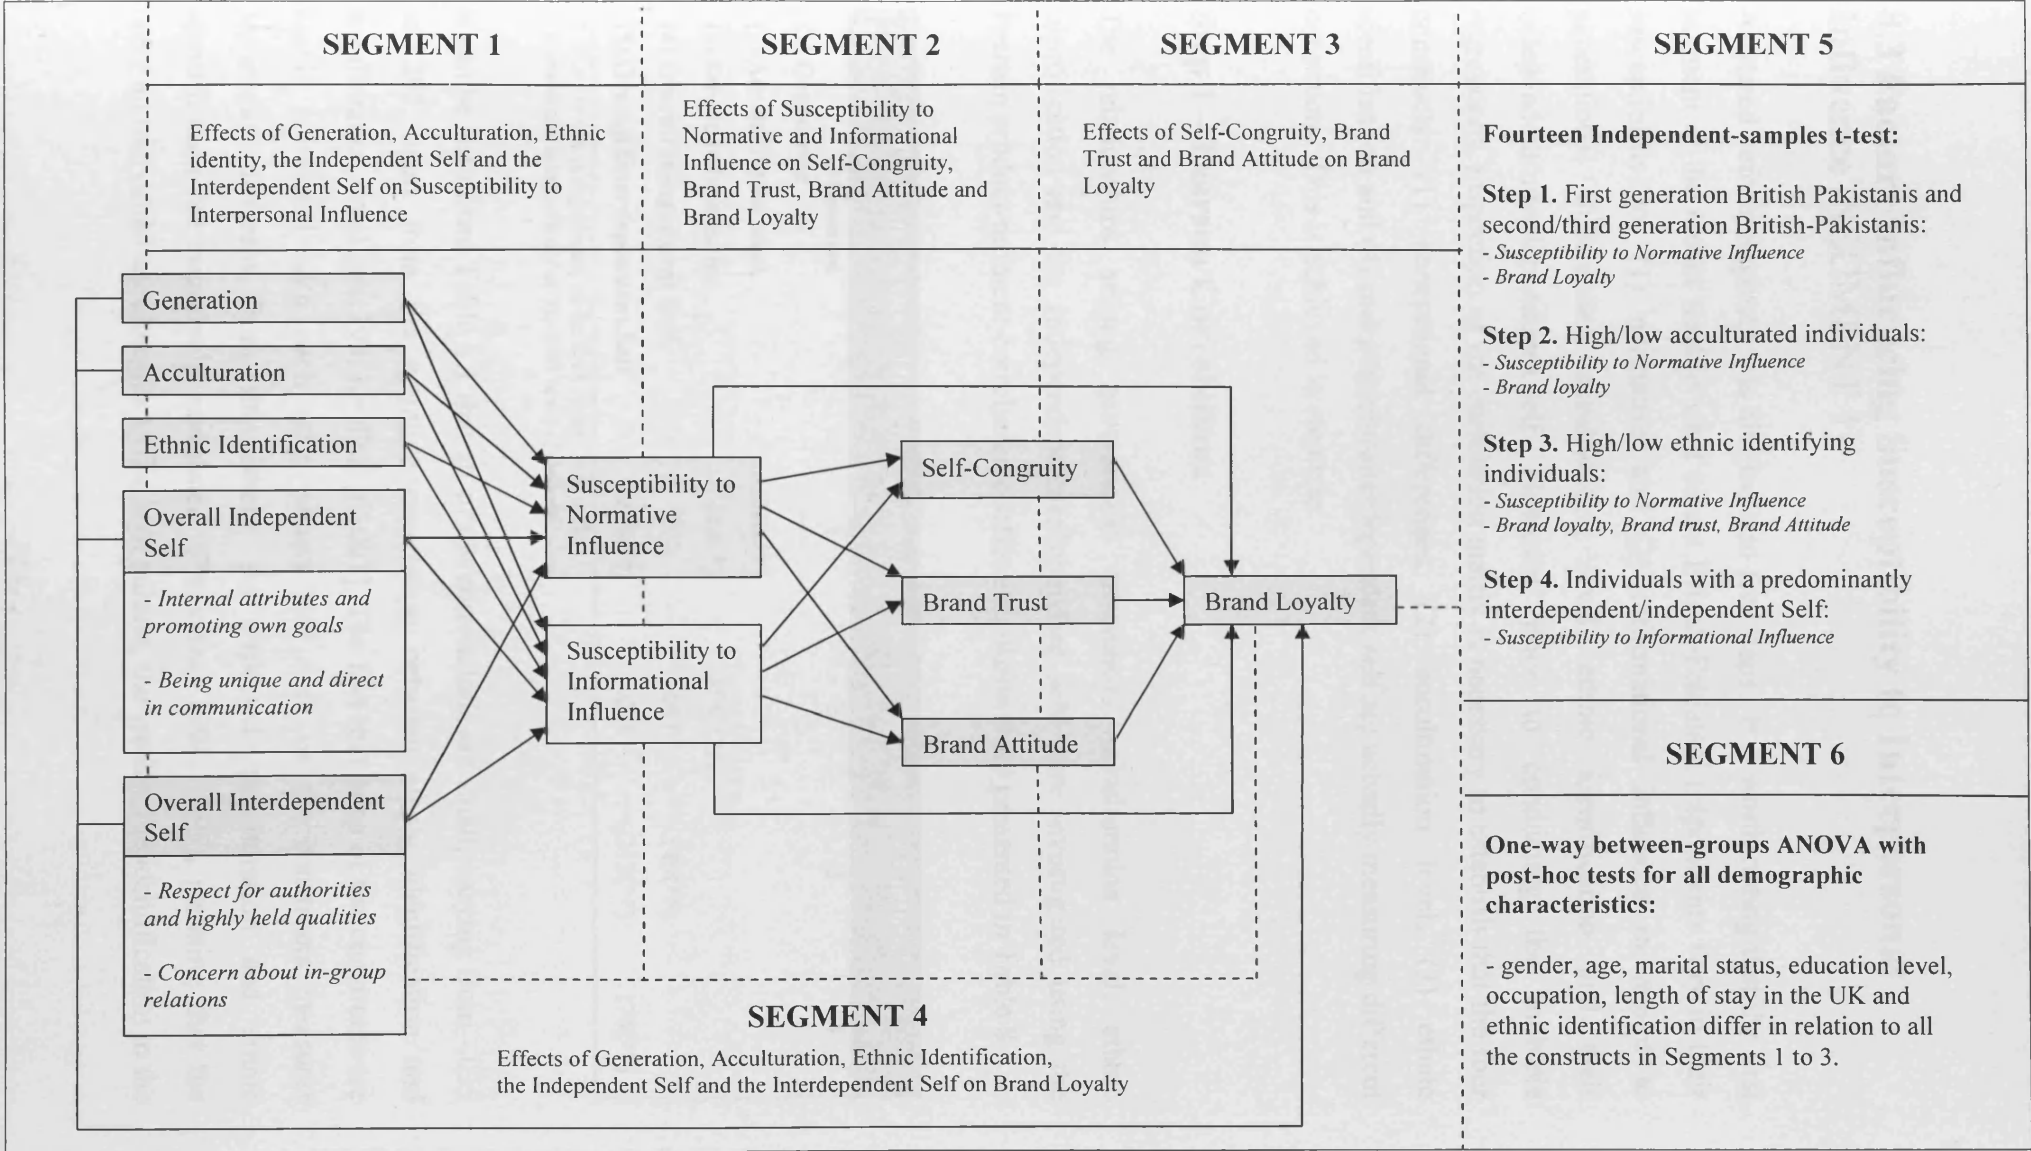 SEGMENT 1
Effects of Generation, Acculturation, Ethnic
identity, the Independent Self and the
Interdependent Self on Susceptibility to
Interpersonal Influence
SEGMENT 2
Effects of Susceptibility to
Normative and Informational
Influence on Self-Congruity,
Brand Trust, Brand Attitude and
Brand Loyalty
SEGMENT 3
Effects of Self-Congruity, Brand
Trust and Brand Attitude on Brand
Loyalty
Generation
Acculturation
Ethnic Identification
Overall Independent
Self
- Internal attributes and
promoting own goals
- Being unique and direct
in communication
Overall Interdependent
Self
- Respect for authorities
and highly held qualities
- Concern about in-group
relations
Susceptibility to
Normative
Influence
Susceptibility to
Informational
Influence
Self-Congruity
Brand Trust
Brand Attitude
Brand Loyalty
SEGMENT 4
Effects of Generation, Acculturation, Ethnic Identification,
the Independent Self and the Interdependent Self on Brand Loyalty
SEGMENT 5
Fourteen Independent-samples t-test:
Step 1. First generation British Pakistanis and
second/third generation British-Pakistanis:
- Susceptibility to Normative Influence
- Brand Loyalty
Step 2. High/low acculturated individuals:
- Susceptibility to Normative Influence
- Brand loyalty
Step 3. High/low ethnic identifying
individuals:
- Susceptibility to Normative Influence
- Brand loyalty, Brand trust, Brand Attitude
Step 4. Individuals with a predominantly
interdependent/independent Self:
- Susceptibility to Informational Influence
SEGMENT 6
One-way between-groups ANOVA with
post-hoc tests for all demographic
characteristics:
- gender, age, marital status, education level,
occupation, length of stay in the UK and
ethnic identification differ in relation to all
the constructs in Segments 1 to 3.